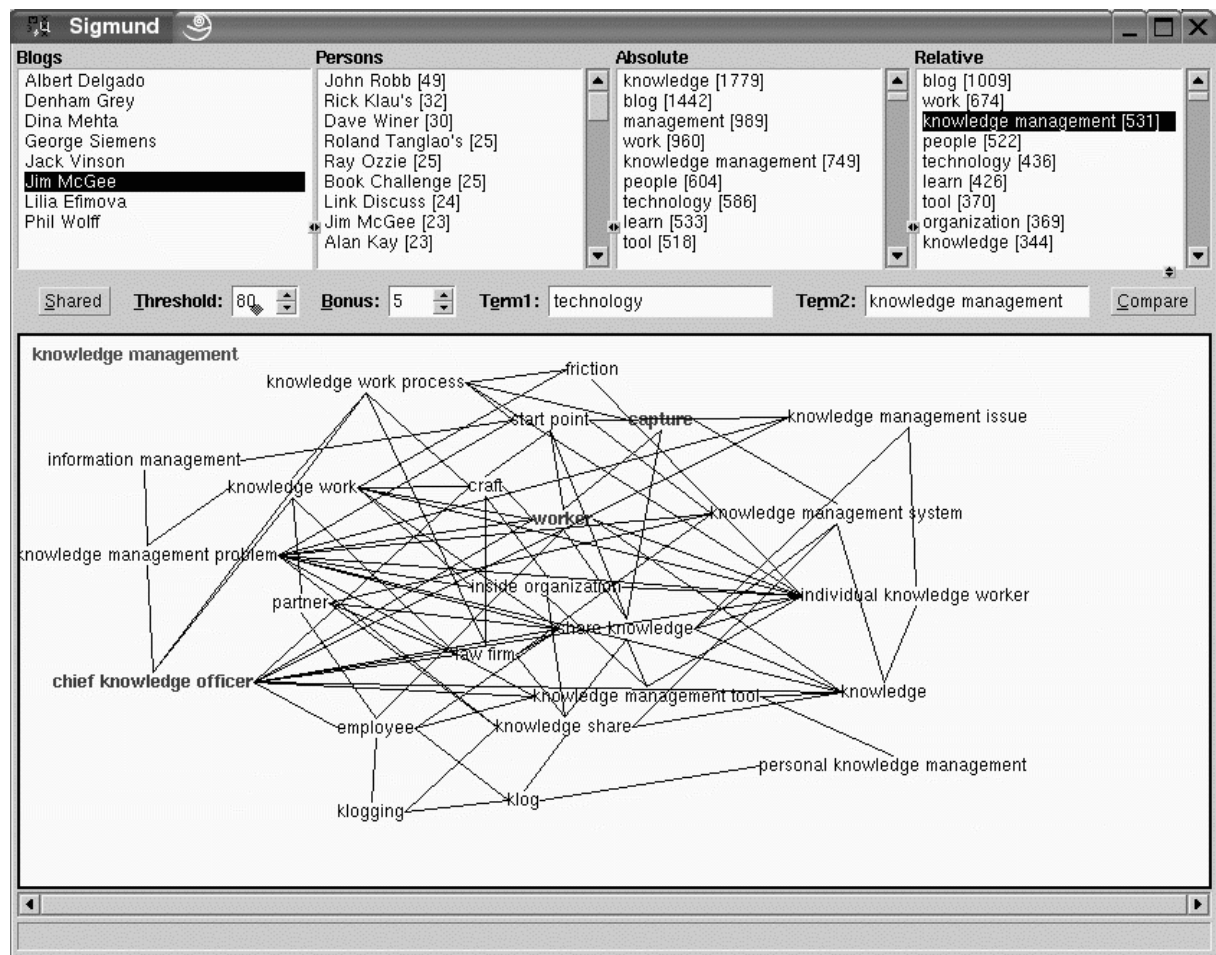 Sigmund
Blogs
Albert Delgado
Denham Grey
Dina Mehta
George Siemens
Jack Vinson
Jim McGee
Lilia Efimova
Phil Wolff
Persons
John Robb [49]
Rick Klau's [32]
Dave Winer [30]
Roland Tanglao's [25]
Ray Ozzie [25]
Book Challenge [25]
Link Discuss [24]
Jim McGee [23]
Alan Kay [23]
Absolute
knowledge [1779]
blog [1442]
management [989]
work [960]
knowledge management [749]
people [604]
technology [586]
learn [533]
tool [518]
Relative
blog [1009]
work [674]
knowledge management [531]
people [522]
technology [436]
learn [426]
tool [370]
organization [369]
knowledge [344]
Shared Threshold: 80 Bonus: 5 Term1: technology Term2: knowledge management Compare
knowledge management
friction
knowledge work process
start point capture knowledge management issue
information management
knowledge work craft
worker knowledge management system
knowledge management problem
inside organization
partner individual knowledge worker
share knowledge
law firm
chief knowledge officer
knowledge management tool knowledge
employee knowledge share
personal knowledge management
klog
klogging